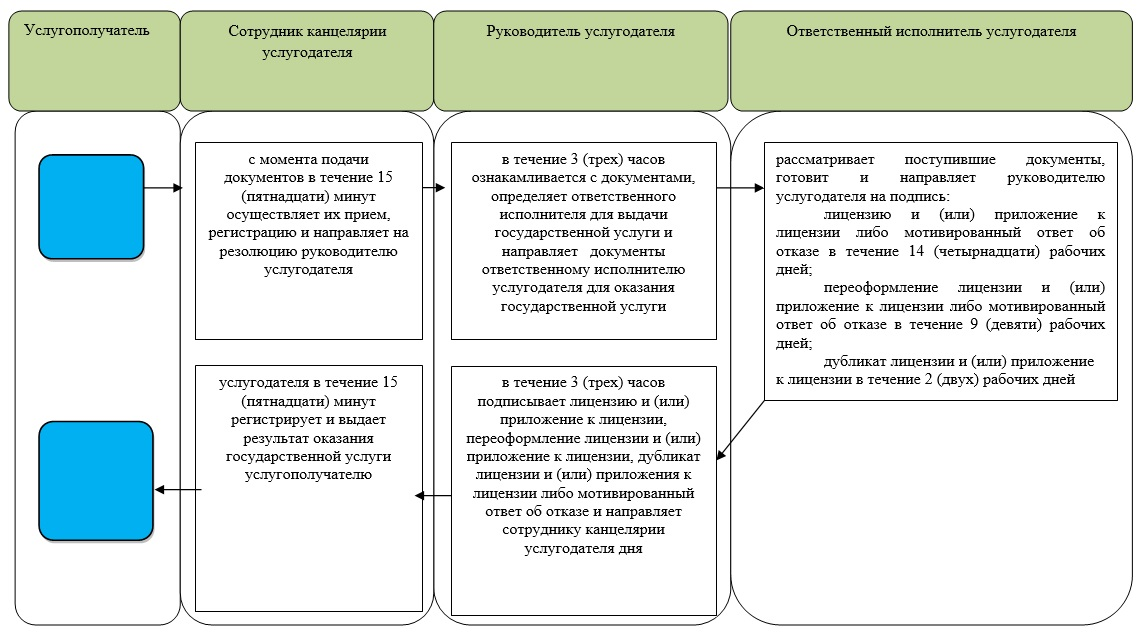 Услугополучатель
Сотрудник канцелярии
услугодателя
Руководитель услугодателя
Ответственный исполнитель услугодателя
с момента подачи
документов в течение 15
(пятнадцати) минут
осуществляет их прием,
регистрацию и направляет на
резолюцию руководителю
услугодателя
в течение 3 (трех) часов
ознакамливается с документами,
определяет ответственного
исполнителя для выдачи
государственной услуги и
направляет документы
ответственному исполнителю
услугодателя для оказания
государственной услуги
рассматривает поступившие документы,
готовит и направляет руководителю
услугодателя на подпись:
лицензию и (или) приложение к
лицензии либо мотивированный ответ об
отказе в течение 14 (четырнадцати) рабочих
дней;
переоформление лицензии и (или)
приложение к лицензии либо мотивированный
ответ об отказе в течение 9 (девяти) рабочих
дней;
дубликат лицензии и (или) приложение
к лицензии в течение 2 (двух) рабочих дней
услугодателя в течение 15
(пятнадцати) минут
регистрирует и выдает
результат оказания
государственной услуги
услугополучателю
в течение 3 (трех) часов
подписывает лицензию и (или)
приложение к лицензии,
переоформление лицензии и (или)
приложение к лицензии, дубликат
лицензии и (или) приложения к
лицензии либо мотивированный
ответ об отказе и направляет
сотруднику канцелярии
услугодателя дня